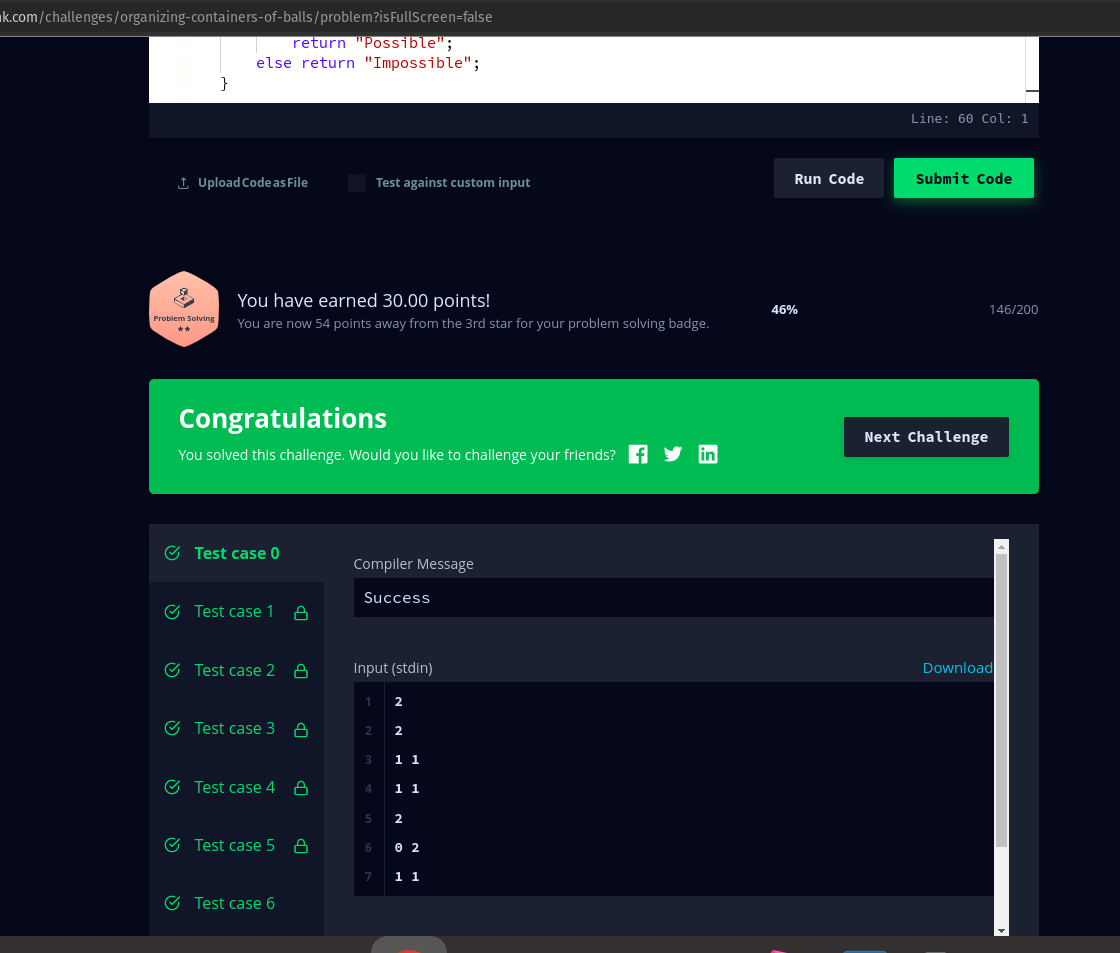 nk.com/challenges/organizing-containers-of-balls/problem?isFullScreen=false
35 return "Possible";
36 else return "Impossible";
37 }
Line: 60 Col: 1
Upload Code as File
Test against custom input
Run Code
Submit Code
Problem Solving
You have earned 30.00 points!
You are now 54 points away from the 3rd star for your problem solving badge.
46%
146/200
Congratulations
You solved this challenge. Would you like to challenge your friends?
Next Challenge
Test case 0
Test case 1
Test case 2
Test case 3
Test case 4
Test case 5
Test case 6
Compiler Message
Success
Input (stdin)
Download
1 2
2 2
3 1 1
4 1 1
5 2
6 0 2
7 1 1